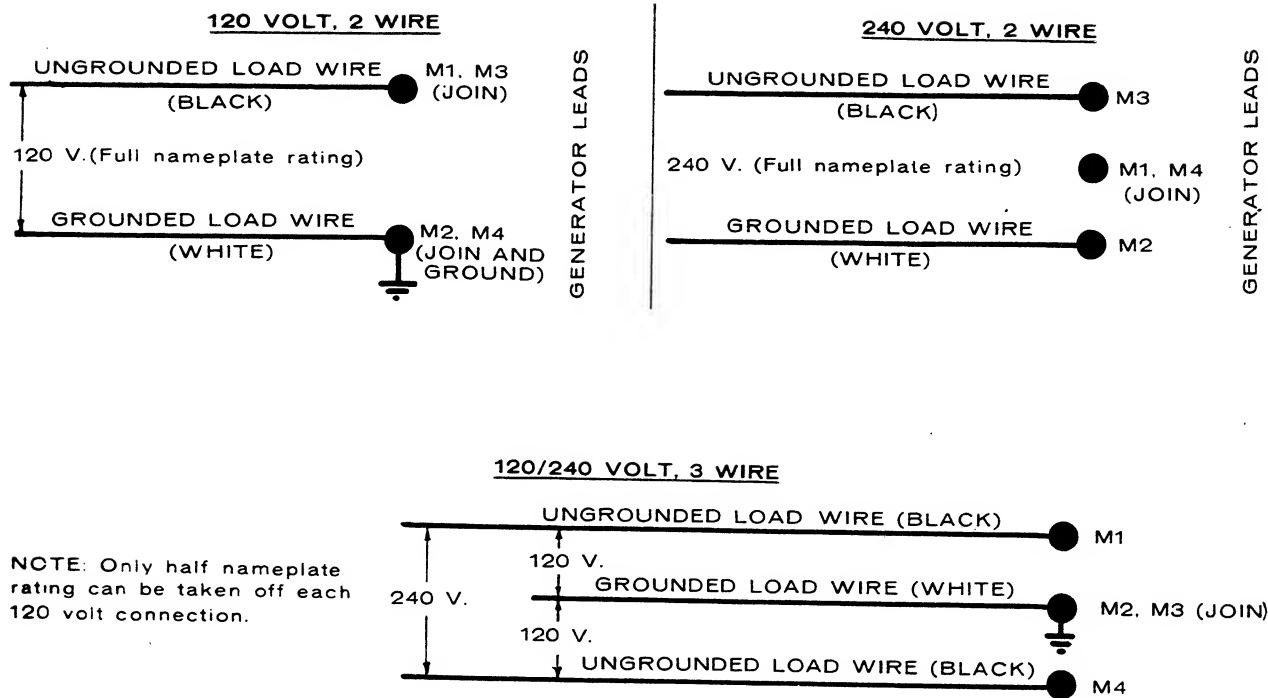 120 VOLT, 2 WIRE
UNGROUNDED LOAD WIRE
(BLACK)
M1, M3
(JOIN)
120 V.(Full nameplate rating)
GROUNDED LOAD WIRE
(WHITE)
M2, M4
(JOIN AND
GROUND)
GENERATOR LEADS
240 VOLT, 2 WIRE
UNGROUNDED LOAD WIRE
(BLACK)
M3
240 V. (Full nameplate rating)
M1, M4
(JOIN)
GROUNDED LOAD WIRE
(WHITE)
M2
GENERATOR LEADS
120/240 VOLT, 3 WIRE
UNGROUNDED LOAD WIRE (BLACK)
M1
NOTE: Only half nameplate
rating can be taken off each
120 volt connection.
240 V.
120 V.
GROUNDED LOAD WIRE (WHITE)
M2, M3 (JOIN)
120 V.
UNGROUNDED LOAD WIRE (BLACK)
M4